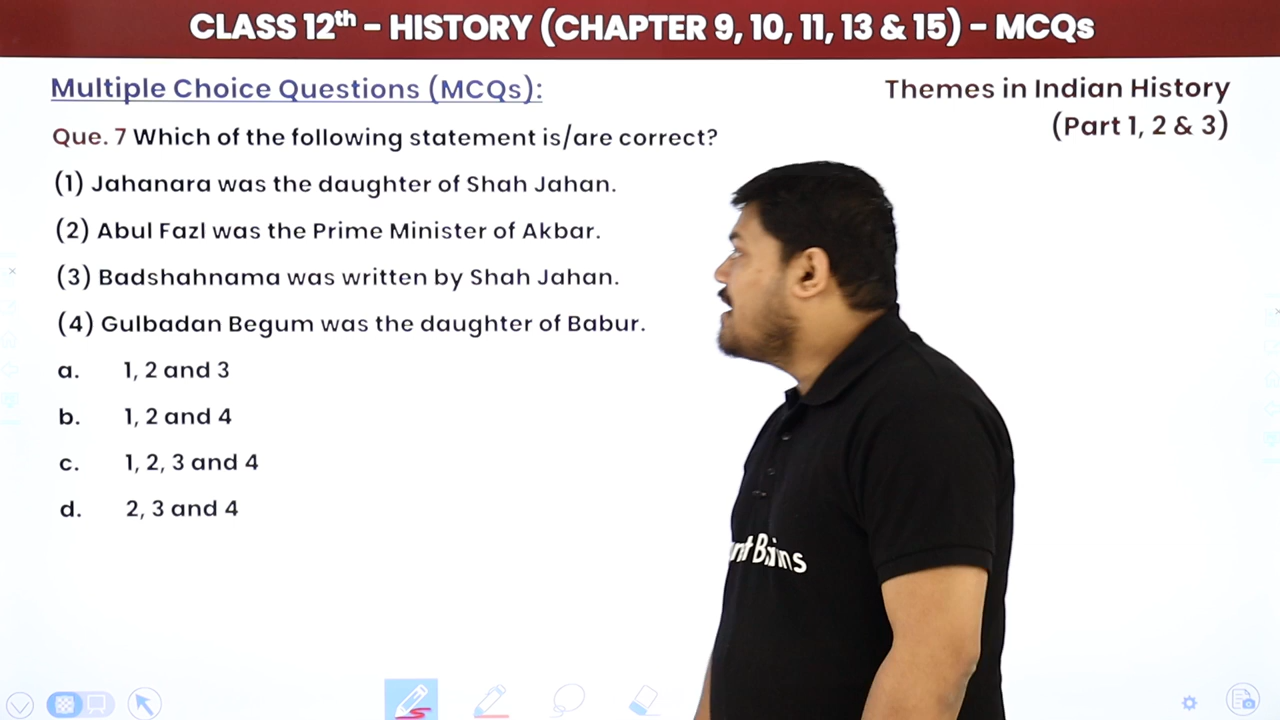 CLASS 12th - HISTORY (CHAPTER 9, 10, 11, 13 & 15) - MCQs
Multiple Choice Questions (MCQs):
Themes in Indian History
(Part 1, 2 & 3)
Que. 7 Which of the following statement is/are correct?
(1) Jahanara was the daughter of Shah Jahan.
(2) Abul Fazl was the Prime Minister of Akbar.
(3) Badshahnama was written by Shah Jahan.
(4) Gulbadan Begum was the daughter of Babur.
a. 1, 2 and 3
b. 1, 2 and 4
c. 1, 2, 3 and 4
d. 2, 3 and 4